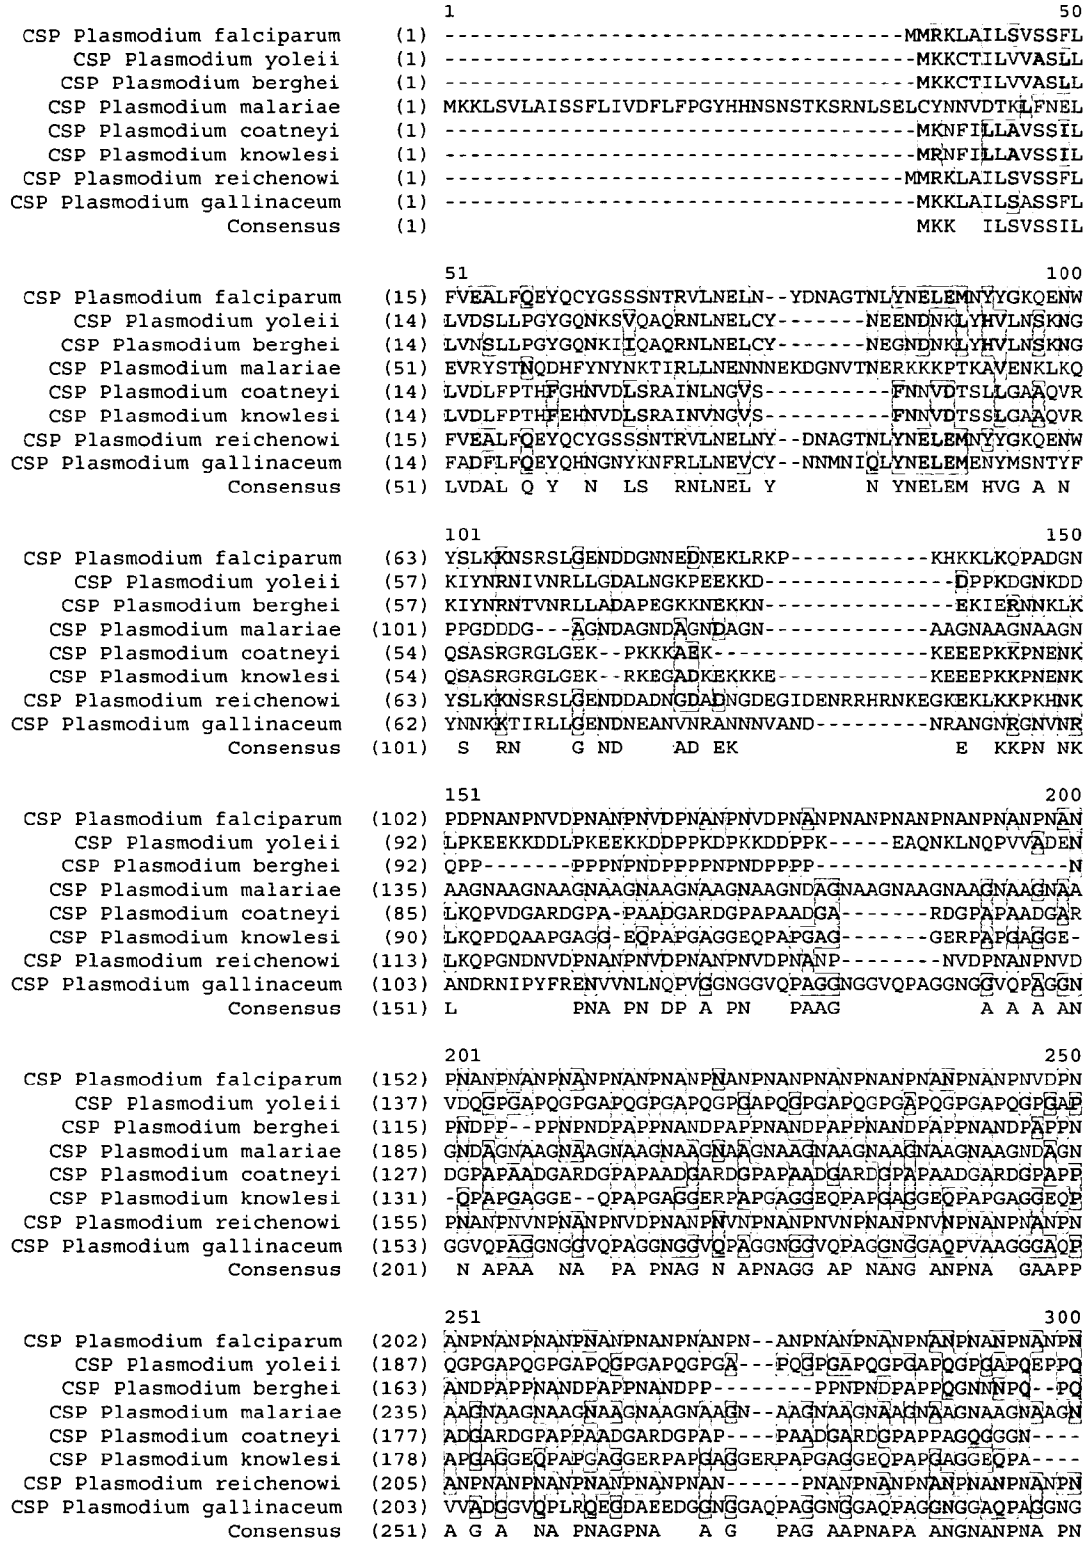 1 50
CSP Plasmodium falciparum (1) ------------------------------------MMRKLAILSVSSFL
CSP Plasmodium yoleii (1) -------------------------------------MKKCTILVVASLL
CSP Plasmodium berghei (1) -------------------------------------MKKCTILVVASLL
CSP Plasmodium malariae (1) MKKLSVLAISSFLIVDFLFPGYHHNSNSTKSRNLSELCYNNVDTKLFNEL
CSP Plasmodium coatneyi (1) -------------------------------------MKNFILLAVSSIL
CSP Plasmodium knowlesi (1) -------------------------------------MRNFILLAVSSIL
CSP Plasmodium reichenowi (1) ------------------------------------MMRKLAILSVSSFL
CSP Plasmodium gallinaceum (1) -------------------------------------MKKLAILSASSFL
Consensus (1) MKK ILSVSSIL
51 100
CSP Plasmodium falciparum (15) FVEALFQEYQCYGSSSNTRVLNELN--YDNAGTNLYNELEMNYYGKQENW
CSP Plasmodium yoleii (14) LVDSLLPGYGQNKSVQAQRNLNELCY-------NEENDNKLYHVLNSKNG
CSP Plasmodium berghei (14) LVNSLLPGYGQNKIIQAQRNLNELCY-------NEGNDNKLYHVLNSKNG
CSP Plasmodium malariae (51) EVRYSTNQDHFYNYNKTIRLLNENNNEKDGNVTNERKKKPTKAVENKLKQ
CSP Plasmodium coatneyi (14) LVDLFPTHFGHNVDLSRAINLNGVS---------FNNVDTSLLGAAQVR
CSP Plasmodium knowlesi (14) LVDLFPTHFEHNVDLSRAINVNGVS---------FNNVDTSSLGAAQVR
CSP Plasmodium reichenowi (15) FVEALFQEYQCYGSSSNTRVLNELNY--DNAGTNLYNELEMNYYGKQENW
CSP Plasmodium gallinaceum (14) FADFLFQEYQHNGNYKNFRLLNEVCY--NNMNIQLYNELEMENYMSNTYF
Consensus (51) LVDAL Q Y N LS RNLNEL Y N YNELEM HVG A N
101 150
CSP Plasmodium falciparum (63) YSLKKNSRSLGENDDGNNEDNEKLRKP----------KHKKLKQPADGN
CSP Plasmodium yoleii (57) KIYNRNIVNRLLGDALNGKPEEKKD---------------DPPKDGNKDD
CSP Plasmodium berghei (57) KIYNRNTVNRLLADAPEGKKNEKKN---------------EKIERNNKLK
CSP Plasmodium malariae (101) PPGDDDG---AGNDAGNDAGNDAGN-----------AAGNAAGNAAGN
CSP Plasmodium coatneyi (54) QSASRGRGLGEK--PKKKAEK-----------------KEEEPKKPNENK
CSP Plasmodium knowlesi (54) QSASRGRGLGEK--RKEGADKEKKKE------------KEEEPKKPNENK
CSP Plasmodium reichenowi (63) YSLKKNSRSLGENDDADNGDADNGDEGIDENRRHRNKEGKEKLKKPKHNK
CSP Plasmodium gallinaceum (62) YNNKKTIRLLGENDNEANVNRANNNVAND---------NRANGNRGNVNR
Consensus (101) S RN G ND AD EK E KKPN NK
151 200
CSP Plasmodium falciparum (102) PDPNANPNVDPNANPNVDPNANPNVDPNANPNANPNANPNANPNANPNAN
CSP Plasmodium yoleii (92) LPKEEKKDDLPKEEKKDDPPKDPKKDDPPK-----EAQNKLNQPVVADEN
CSP Plasmodium berghei (92) QPP-------PPPNPNDPPPPNPNDPPPP--------------------N
CSP Plasmodium malariae (135) AAGNAAGNAAGNAAGNAAGNAAGNAAGNDAGNAAGNAAGNAAGNAAGNAA
CSP Plasmodium coatneyi (85) LKQPVDGARDGPA-PAADGARDGPAPAADGA-------RDGPAPAADGAR
CSP Plasmodium knowlesi (90) LKQPDQAAPGAGG-EQPAPGAGGEQPAPGAG-------GERPAPGAGGE-
CSP Plasmodium reichenowi (113) LKQPGNDNVDPNANPNVDPNANPNVDPNANP--------NVDPNANPNVD
CSP Plasmodium gallinaceum (103) ANDRNIPYFRENVVNLNQPVGGNGGVQPAGGNGGVQPAGGNGGVQPAGGN
Consensus (151) L PNA PN DP A PN PAAG A A A AN
201 250
CSP Plasmodium falciparum (152) PNANPNANPNANPNANPNANPNANPNANPNANPNANPNANPNANPNVDPN
CSP Plasmodium yoleii (137) VDQGPGAPQGPGAPQGPGAPQGPGAPQGPGAPQGPGAPQGPGAPQGPGAP
CSP Plasmodium berghei (115) PNDPP--PPNPNDPAPPNANDPAPPNANDPAPPNANDPAPPNANDPAPPN
CSP Plasmodium malariae (185) GNDAGNAAGNAAGNAAGNAAGNAAGNAAGNAAGNAAGNAAGNAAGNDAGN
CSP Plasmodium coatneyi (127) DGPAPAADGARDGPAPAADGARDGPAPAADGARDGPAPAADGARDGPAPP
CSP Plasmodium knowlesi (131) -QPAPGAGGE--QPAPGAGGERPAPGAGGEQPAPGAGGEQPAPGAGGEQP
CSP Plasmodium reichenowi (155) PNANPNVNPNANPNVDPNANPNVNPNANPNVNPNANPNVNPNANPNANPN
CSP Plasmodium gallinaceum (153) GGVQPAGGNGGVQPAGGNGGVQPAGGNGGVQPAGGNGGAQPVAAGGGAQP
Consensus (201) N APAA NA PA PNAG N APNAGG AP NANG ANPNA GAAPP
251 300
CSP Plasmodium falciparum (202) ANPNANPNANPNANPNANPNANPN--ANPNANPNANPNANPNANPNANPN
CSP Plasmodium yoleii (187) QGPGAPQGPGAPQGPGAPQGPGA---PQGPGAPQGPGAPQGPGAPQEPPQ
CSP Plasmodium berghei (163) ANDPAPPNANDPAPPNANDPP-------PPNPNDPAPPQGNNNPQ--PQ
CSP Plasmodium malariae (235) AAGNAAGNAAGNAAGNAAGNAAGN--AAGNAAGNAAGNAAGNAAGNAAGN
CSP Plasmodium coatneyi (177) ADGARDGPAPPAADGARDGPAP----PAADGARDGPAPPAGQGGGN----
CSP Plasmodium knowlesi (178) APGAGGEQPAPGAGGERPAPGAGGERPAPGAGGEQPAPGAGGEQPA----
CSP Plasmodium reichenowi (205) ANPNANPNANPNANPNANPNAN-------PNANPNANPNANPNANPNANPN
CSP Plasmodium gallinaceum (203) VVADGGVQPLRQEGDAEEDGGNGGAQPAGGNGGAQPAGGNGGAQPAGGNG
Consensus (251) A G A NA PNAGPNA A G PAG AAPNAPA ANGNANPNA PN